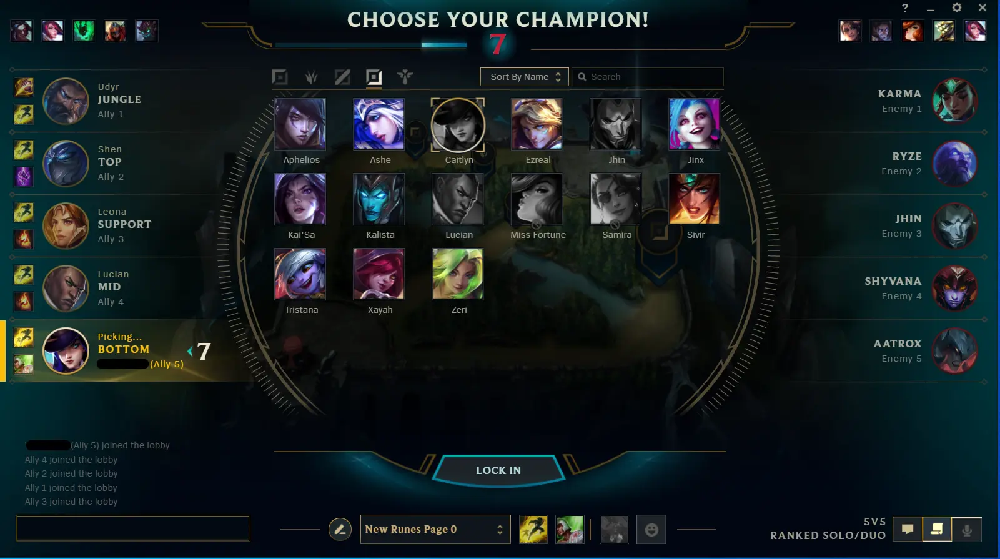 CHOOSE YOUR CHAMPION!
7
?
Sort By Name
Search
Udyr
JUNGLE
Ally 1
Shen
TOP
Ally 2
Leona
SUPPORT
Ally 3
Lucian
MID
Ally 4
Picking...
BOTTOM
(Ally 5)
7
Aphelios Ashe Caitlyn Ezreal Jhin Jinx
Kai'Sa Kalista Lucian Miss Fortune Samira Sivir
Tristana Xayah Zeri
KARMA
Enemy 1
RYZE
Enemy 2
JHIN
Enemy 3
SHYVANA
Enemy 4
AATROX
Enemy 5
(Ally 5) joined the lobby
Ally 4 joined the lobby
Ally 2 joined the lobby
Ally 1 joined the lobby
Ally 3 joined the lobby
LOCK IN
New Runes Page 0
5V5
RANKED SOLO/DUO